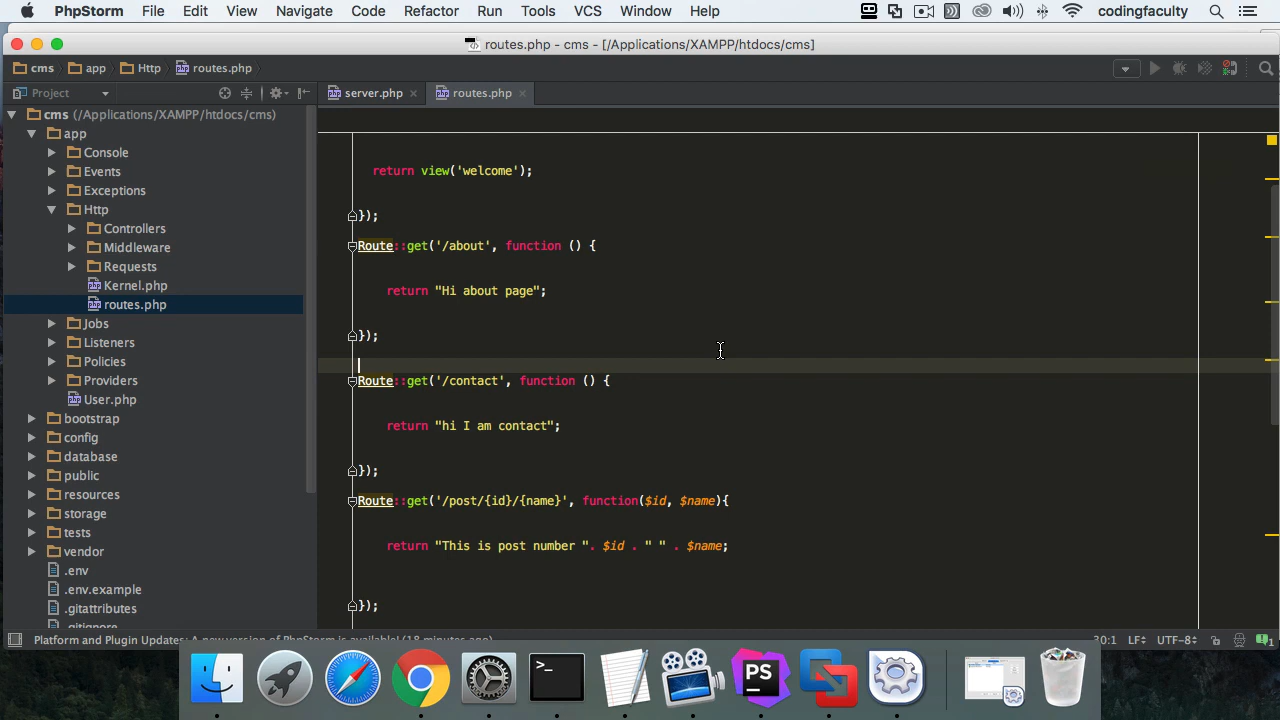 PhpStorm File Edit View Navigate Code Refactor Run Tools VCS Window Help codingfaculty
routes.php - cms - [/Applications/XAMPP/htdocs/cms]
cms app Http routes.php
Project server.php routes.php
cms (/Applications/XAMPP/htdocs/cms)
app
Console
Events
Exceptions
Http
Controllers
Middleware
Requests
Kernel.php
routes.php
Jobs
Listeners
Policies
Providers
User.php
bootstrap
config
database
public
resources
storage
tests
vendor
.env
.env.example
.gitattributes
.gitignore
return view('welcome');
});
Route::get('/about', function () {
return "Hi about page";
});
Route::get('/contact', function () {
return "hi I am contact";
});
Route::get('/post/{id}/{name}', function($id, $name){
return "This is post number ". $id . " " . $name;
});
Platform and Plugin Updates: A new version of PhpStorm is available! (18 minutes ago) 30:1 LF÷ UTF-8÷ 1
>_
PS